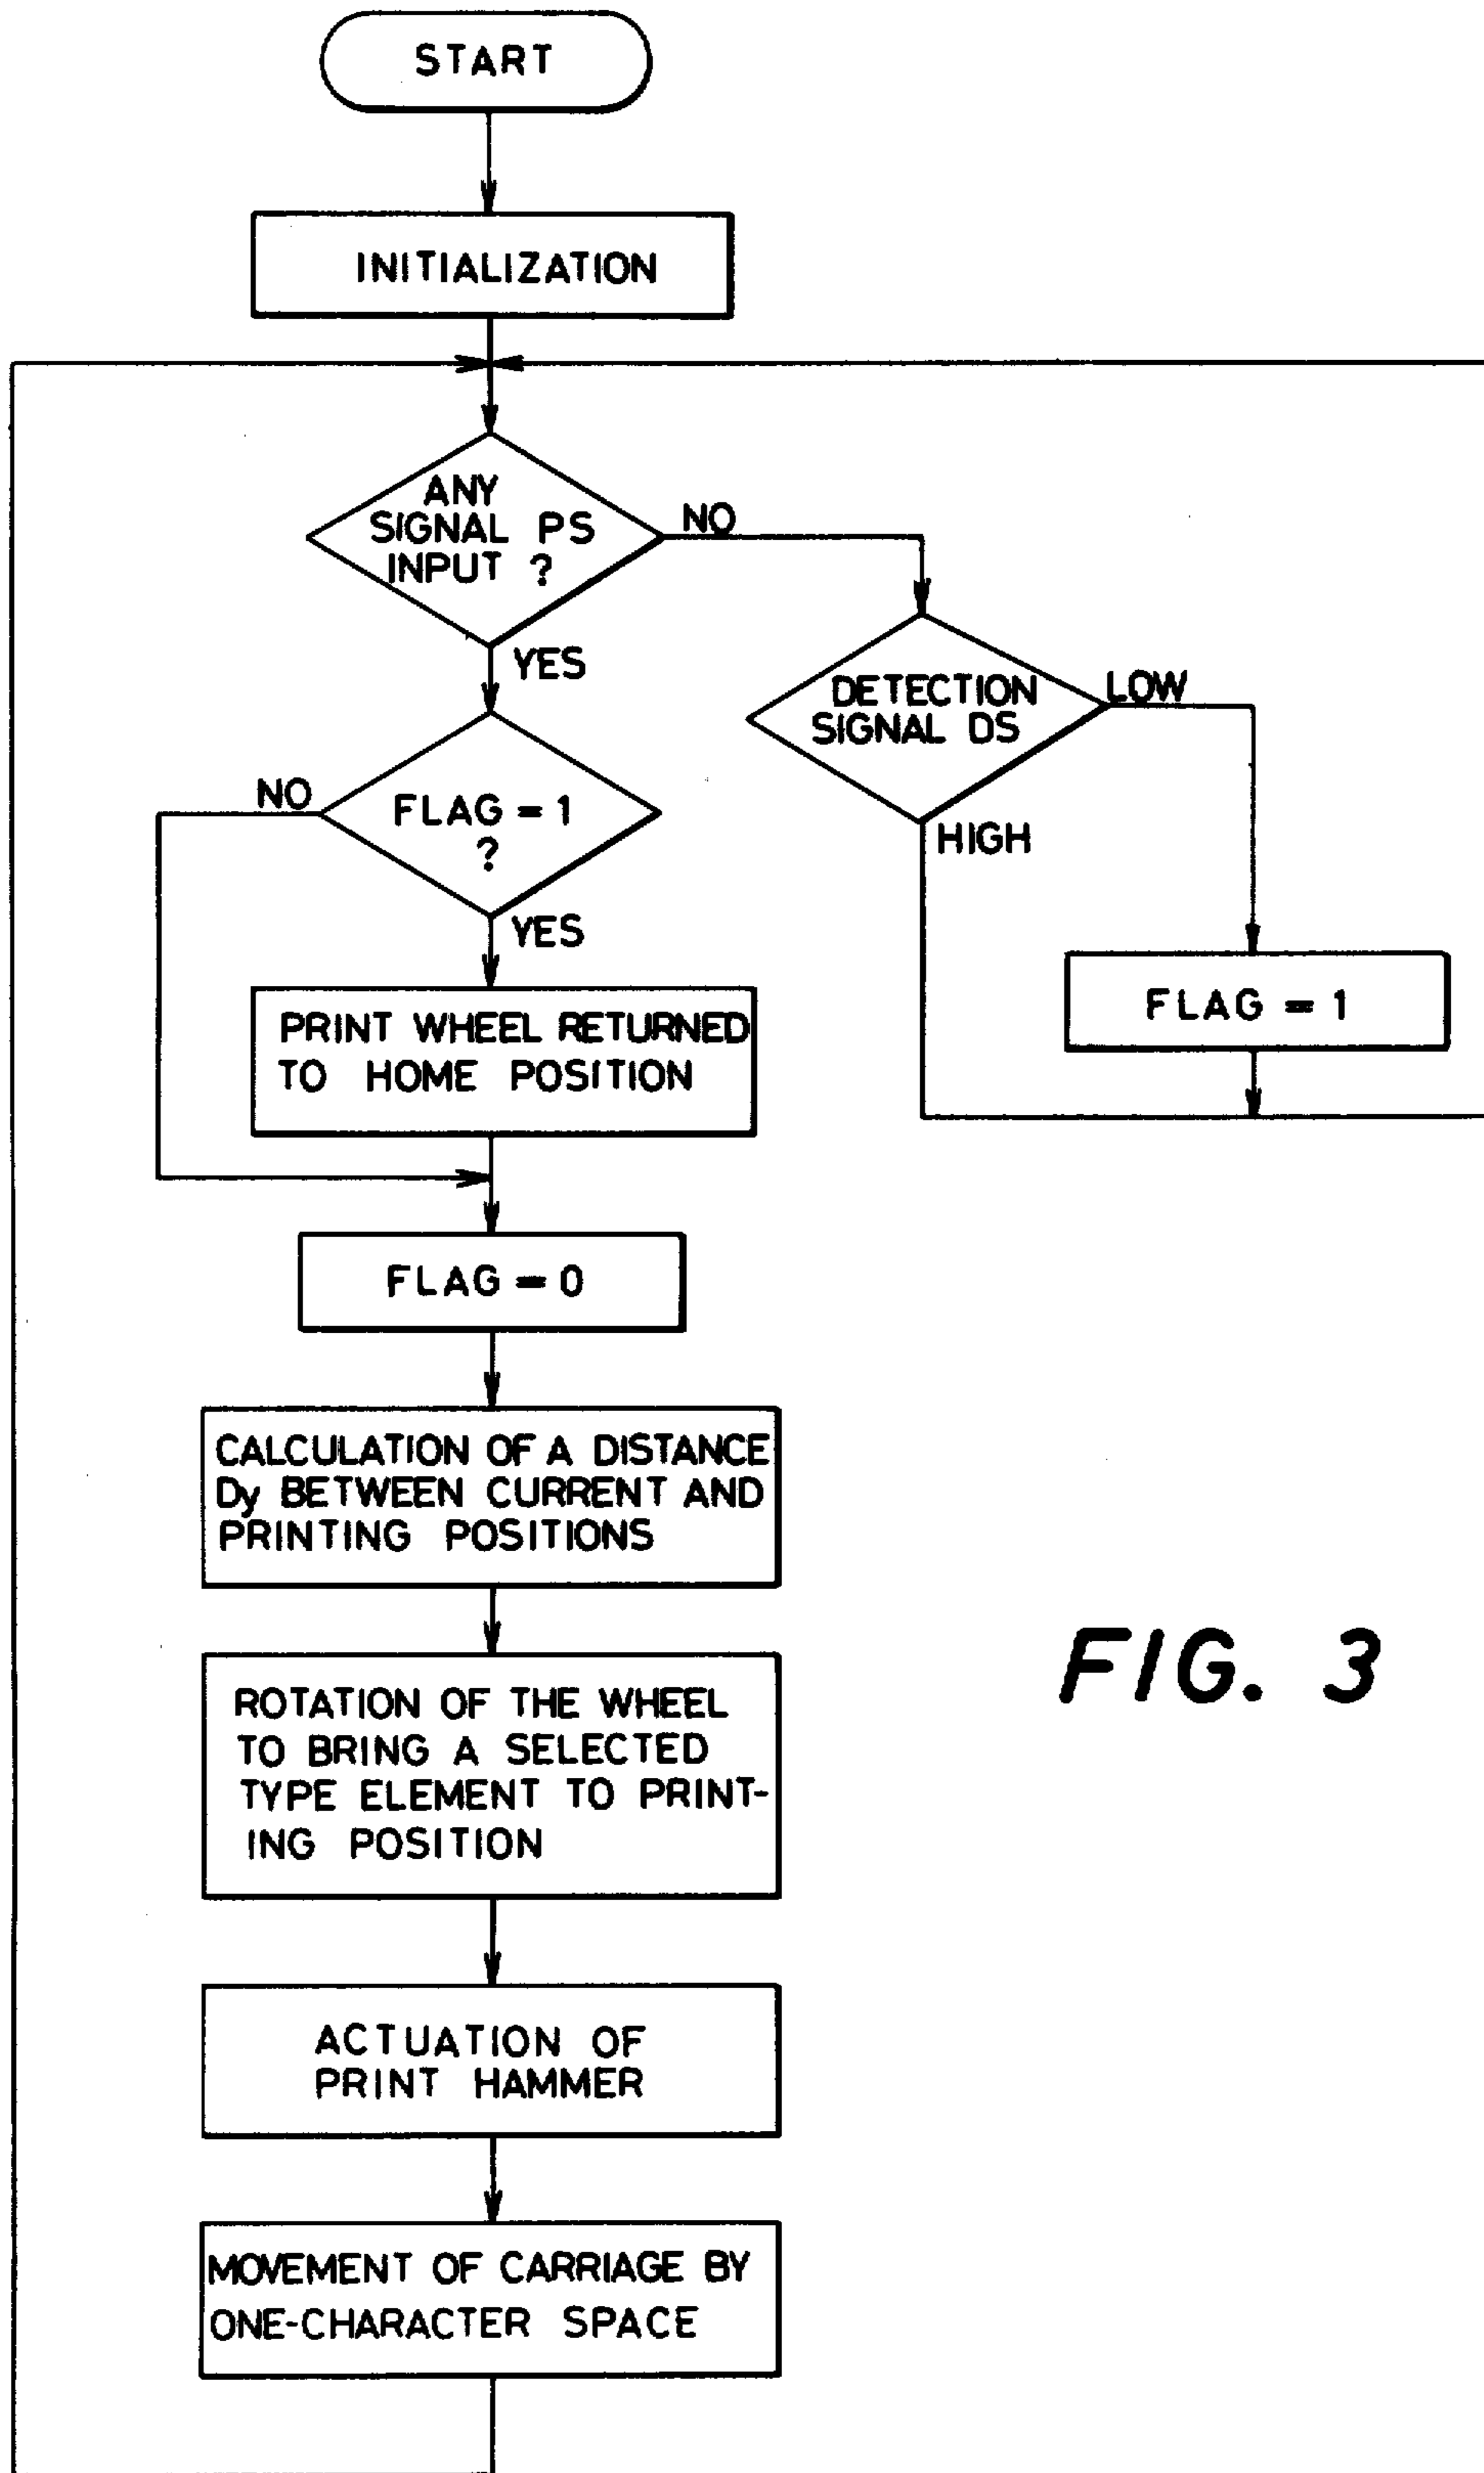 START
INITIALIZATION
ANY
SIGNAL PS
INPUT ?
NO
YES
DETECTION
SIGNAL DS
LOW
HIGH
FLAG = 1
?
NO
YES
FLAG = 1
PRINT WHEEL RETURNED
TO HOME POSITION
FLAG = 0
CALCULATION OF A DISTANCE
Dy BETWEEN CURRENT AND
PRINTING POSITIONS
ROTATION OF THE WHEEL
TO BRING A SELECTED
TYPE ELEMENT TO PRINT-
ING POSITION
FIG. 3
ACTUATION OF
PRINT HAMMER
MOVEMENT OF CARRIAGE BY
ONE-CHARACTER SPACE